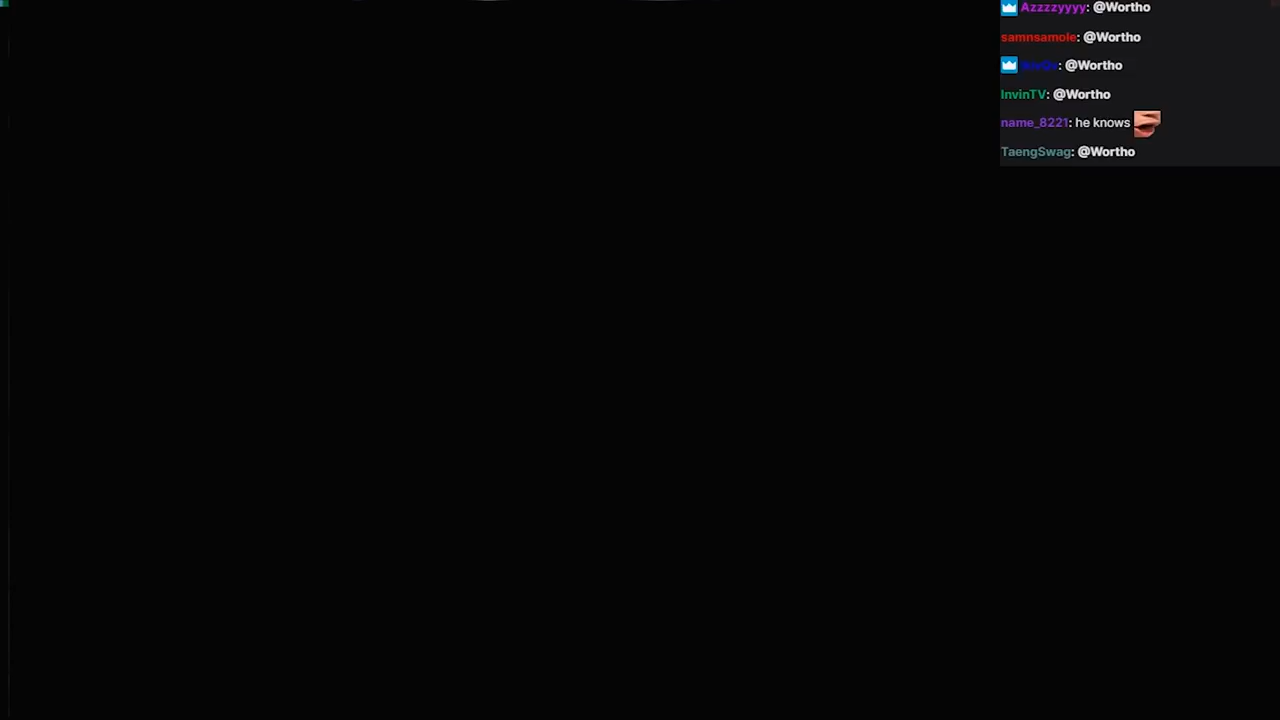 Azzzzyyyy: @Wortho
samnsamole: @Wortho
: @Wortho
InvinTV: @Wortho
name_8221: he knows
TaengSwag: @Wortho